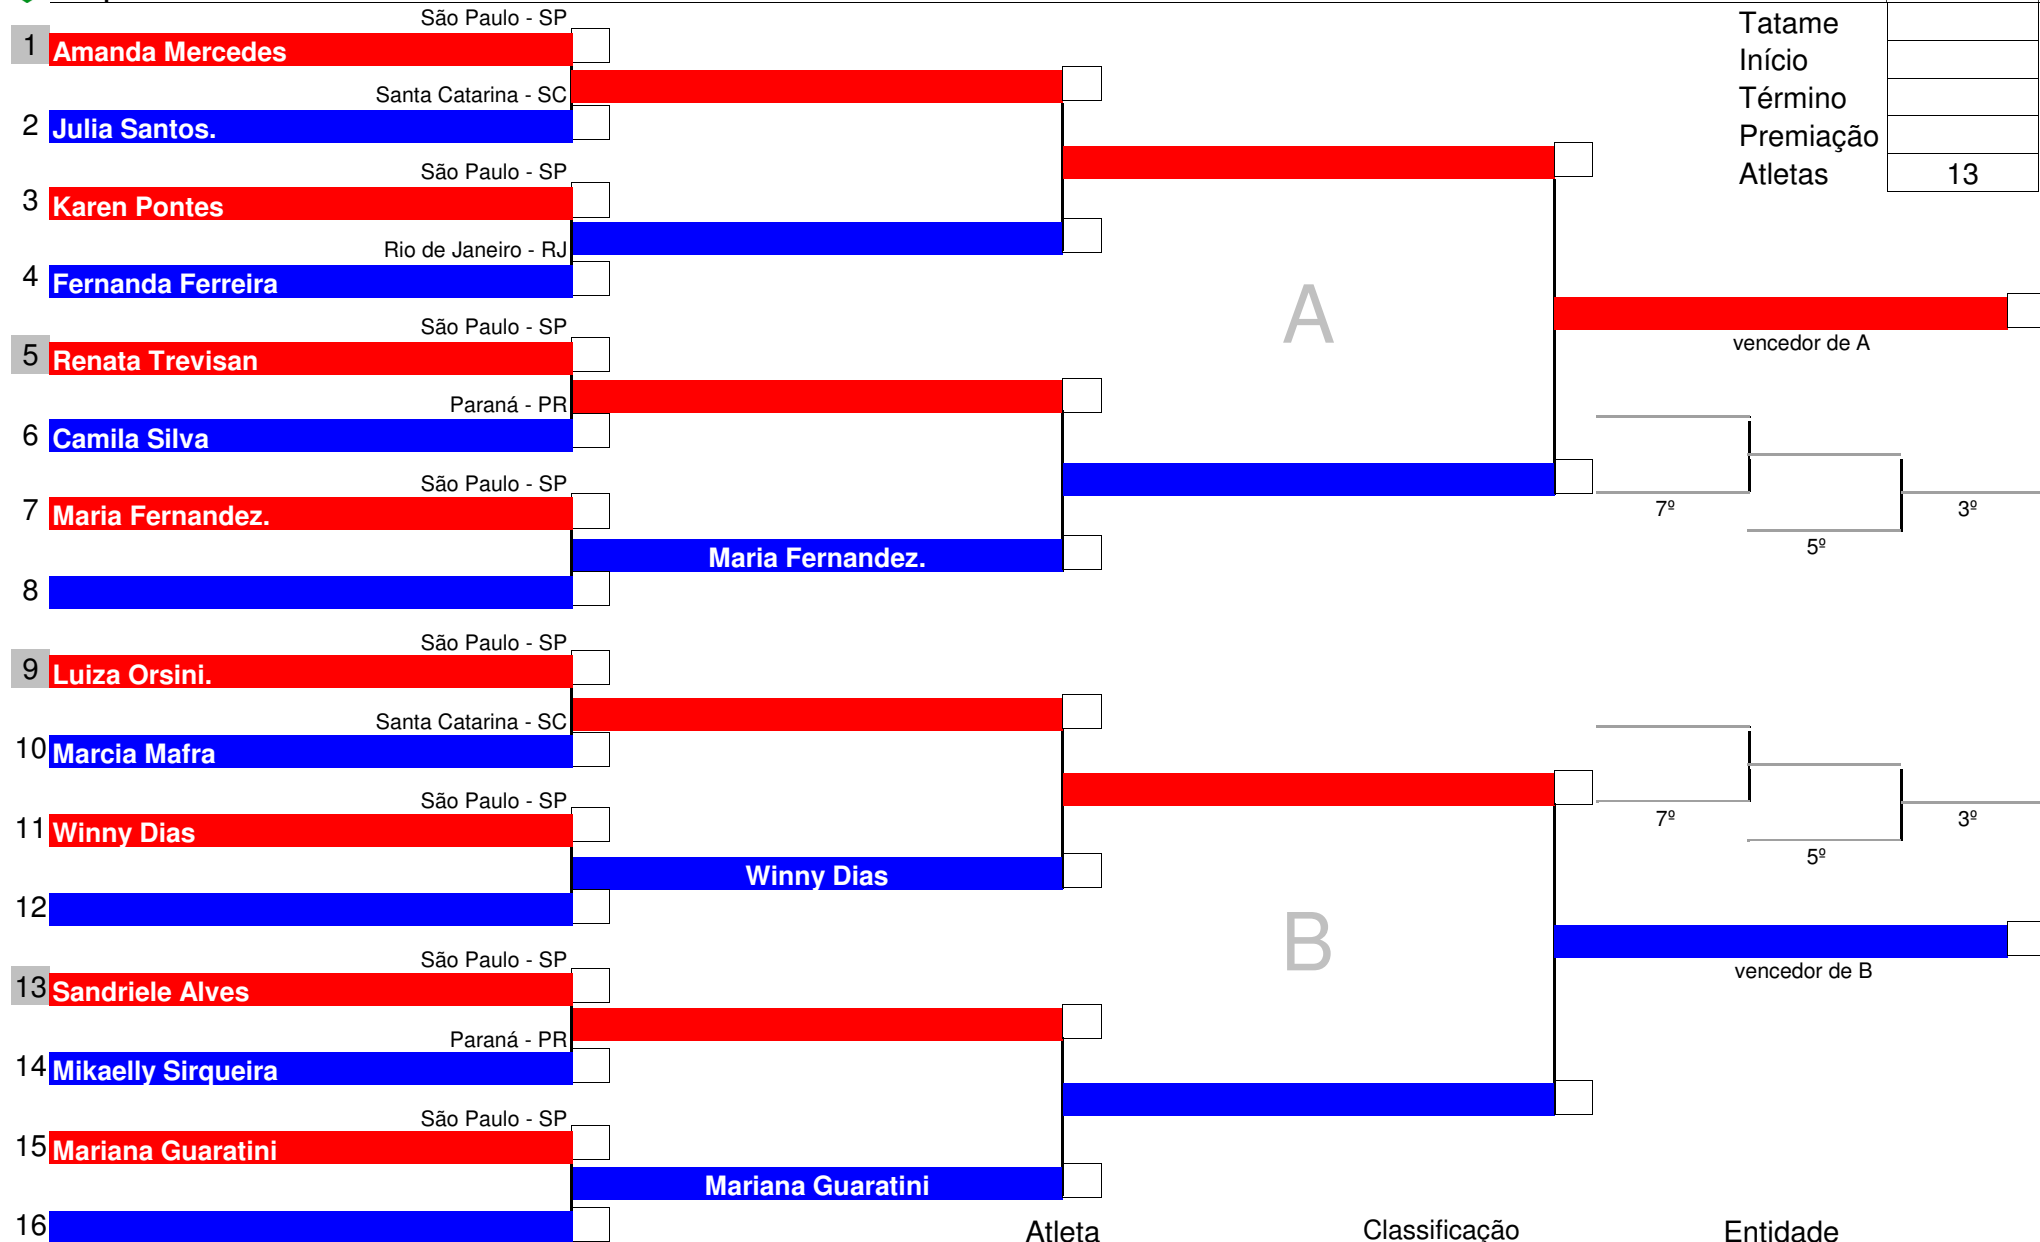 São Paulo - SP
1 Amanda Mercedes
Santa Catarina - SC
2 Julia Santos.
São Paulo - SP
3 Karen Pontes
Rio de Janeiro - RJ
4 Fernanda Ferreira
São Paulo - SP
5 Renata Trevisan
Paraná - PR
6 Camila Silva
São Paulo - SP
7 Maria Fernandez.
Maria Fernandez.
8
São Paulo - SP
9 Luiza Orsini.
Santa Catarina - SC
10 Marcia Mafra
São Paulo - SP
11 Winny Dias
Winny Dias
12
São Paulo - SP
13 Sandriele Alves
Paraná - PR
14 Mikaelly Sirqueira
São Paulo - SP
15 Mariana Guaratini
Mariana Guaratini
16
A
B
Tatame
Início
Término
Premiação
Atletas 13
vencedor de A
7º
3º
5º
7º
3º
5º
vencedor de B
Atleta Classificação Entidade